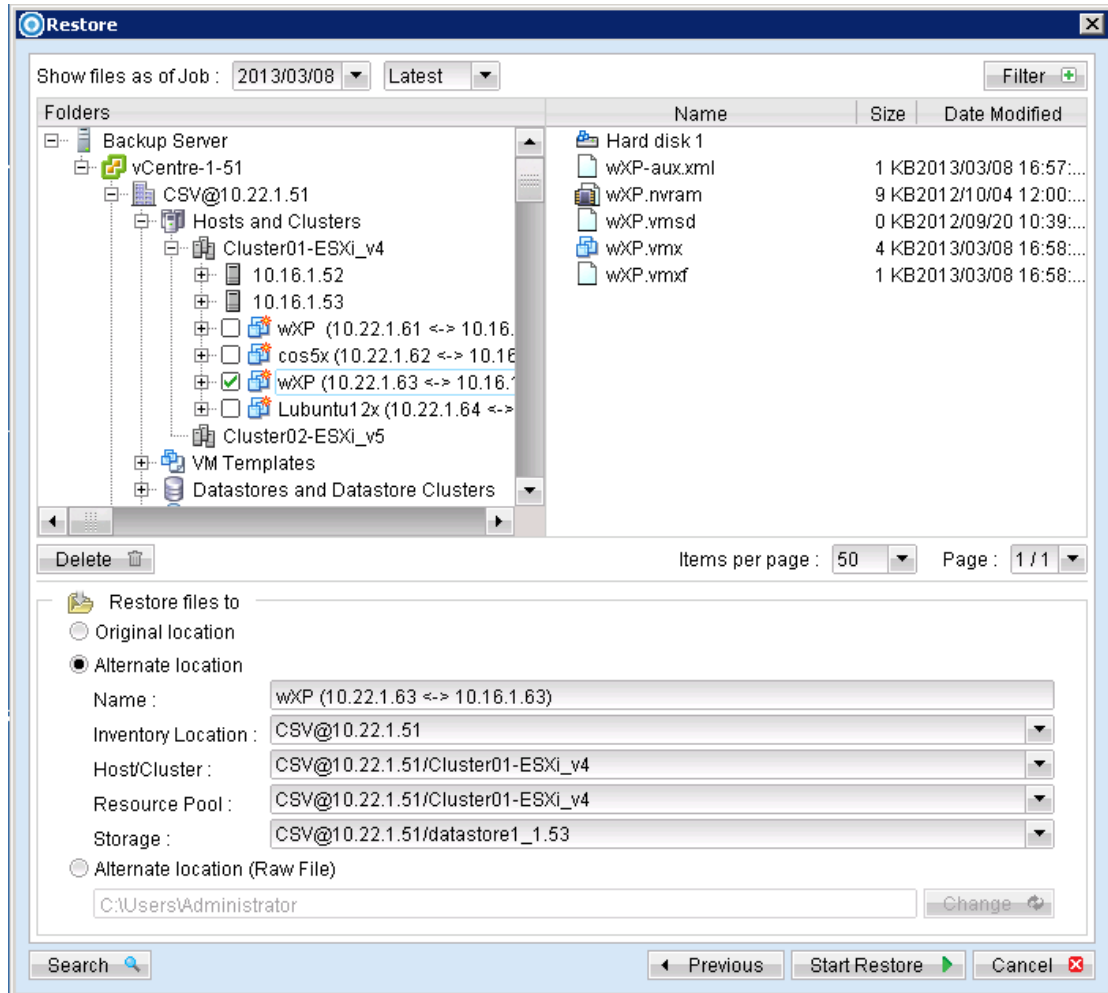 Restore
Show files as of Job : 2013/03/08 Latest Filter
Folders Name Size Date Modified
Backup Server
vCentre-1-51
CSV@10.22.1.51
Hosts and Clusters
Cluster01-ESXi_v4
10.16.1.52
10.16.1.53
wXP (10.22.1.61 <-> 10.16.
cos5x (10.22.1.62 <-> 10.16
wXP (10.22.1.63 <-> 10.16.1
Lubuntu12x (10.22.1.64 <->
Cluster02-ESXi_v5
VM Templates
Datastores and Datastore Clusters
Hard disk 1
wXP-aux.xml 1 KB 2013/03/08 16:57:...
wXP.nvram 9 KB 2012/10/04 12:00:...
wXP.vmsd 0 KB 2012/09/20 10:39:...
wXP.vmx 4 KB 2013/03/08 16:58:...
wXP.vmxf 1 KB 2013/03/08 16:58:...
Delete Items per page : 50 Page : 1 / 1
Restore files to
Original location
Alternate location
Name : wXP (10.22.1.63 <-> 10.16.1.63)
Inventory Location : CSV@10.22.1.51
Host/Cluster : CSV@10.22.1.51/Cluster01-ESXi_v4
Resource Pool : CSV@10.22.1.51/Cluster01-ESXi_v4
Storage : CSV@10.22.1.51/datastore1_1.53
Alternate location (Raw File)
C:\Users\Administrator Change
Search Previous Start Restore Cancel